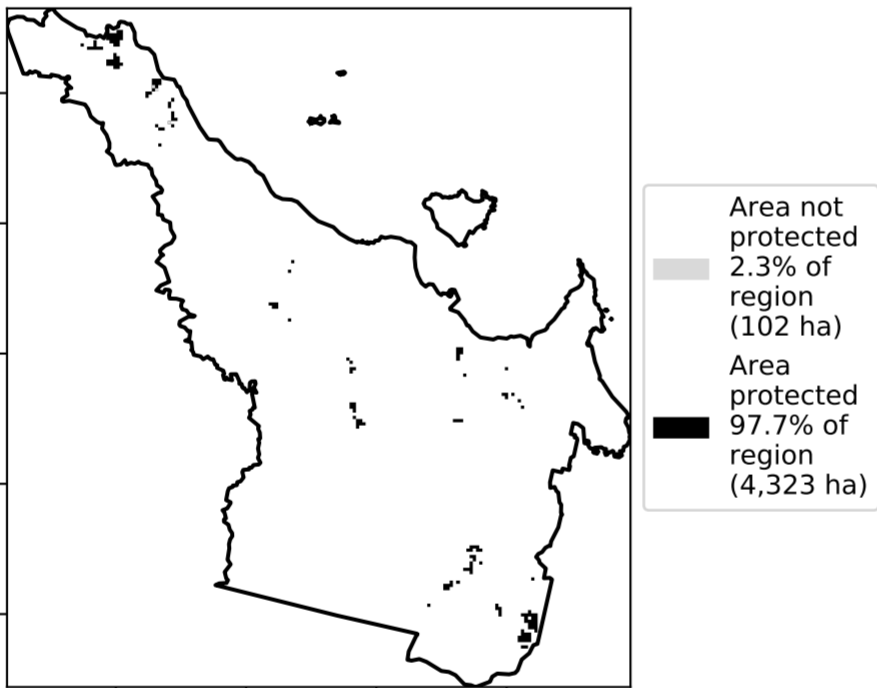 Area not
protected
2.3% of
region
(102 ha)
Area
protected
97.7% of
region
(4,323 ha)